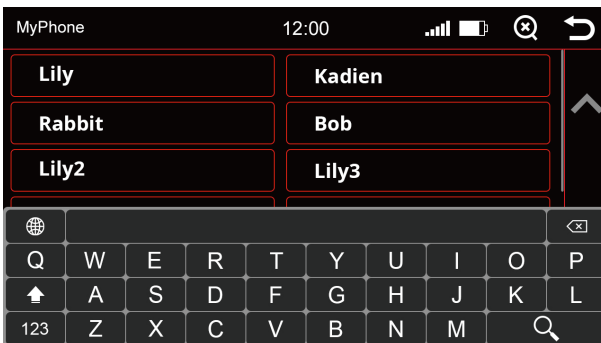 MyPhone 12:00
Lily Kadien
Rabbit Bob
Lily2 Lily3
Q W E R T Y U I O P
A S D F G H J K L
123 Z X C V B N M